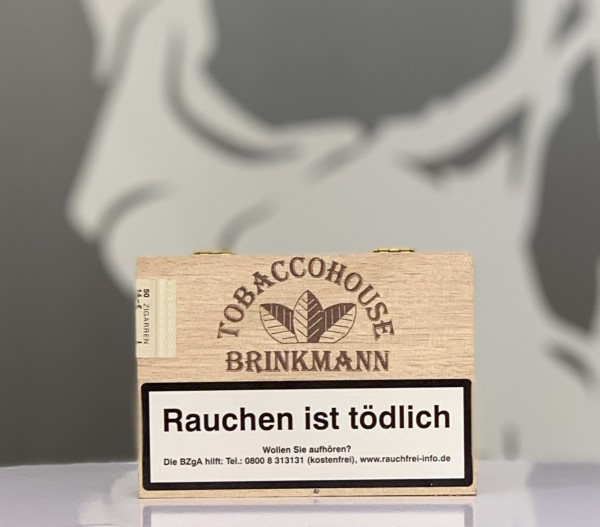 TOBACCOHOUSE
BRINKMANN
50 ZIGARREN
Rauchen ist tödlich
Wollen Sie aufhören?
Die BZgA hilft: Tel.: 0800 8 313131 (kostenfrei), www.rauchfrei-info.de